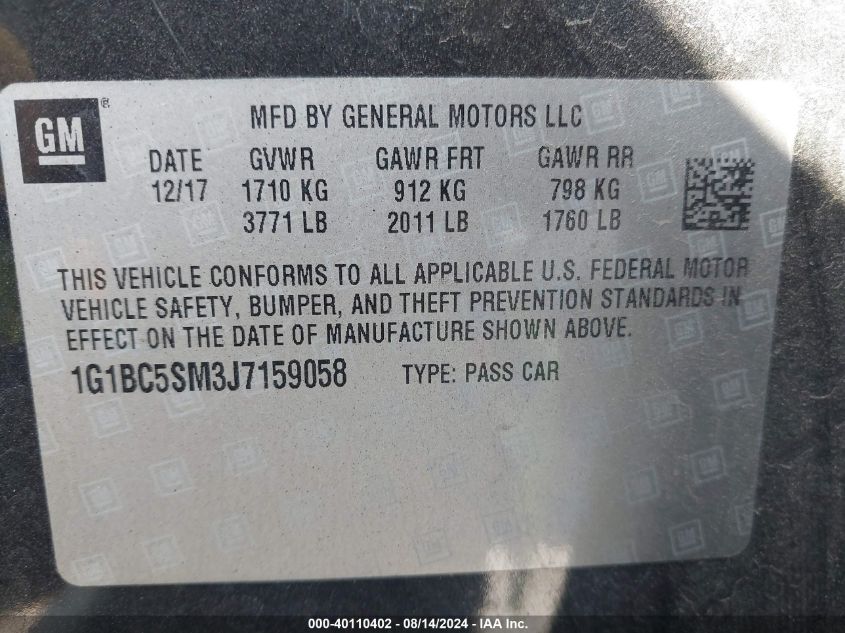 GM ®
MFD BY GENERAL MOTORS LLC
DATE GVWR GAWR FRT GAWR RR
12/17 1710 KG 912 KG 798 KG
3771 LB 2011 LB 1760 LB
THIS VEHICLE CONFORMS TO ALL APPLICABLE U.S. FEDERAL MOTOR
VEHICLE SAFETY, BUMPER, AND THEFT PREVENTION STANDARDS IN
EFFECT ON THE DATE OF MANUFACTURE SHOWN ABOVE.
1G1BC5SM3J7159058 TYPE: PASS CAR
000-40110402 - 08/14/2024 - IAA Inc.